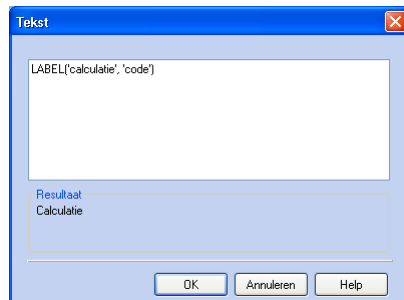 Tekst
LABEL('calculatie', 'code')
Resultaat
Calculatie
OK
Annuleren
Help